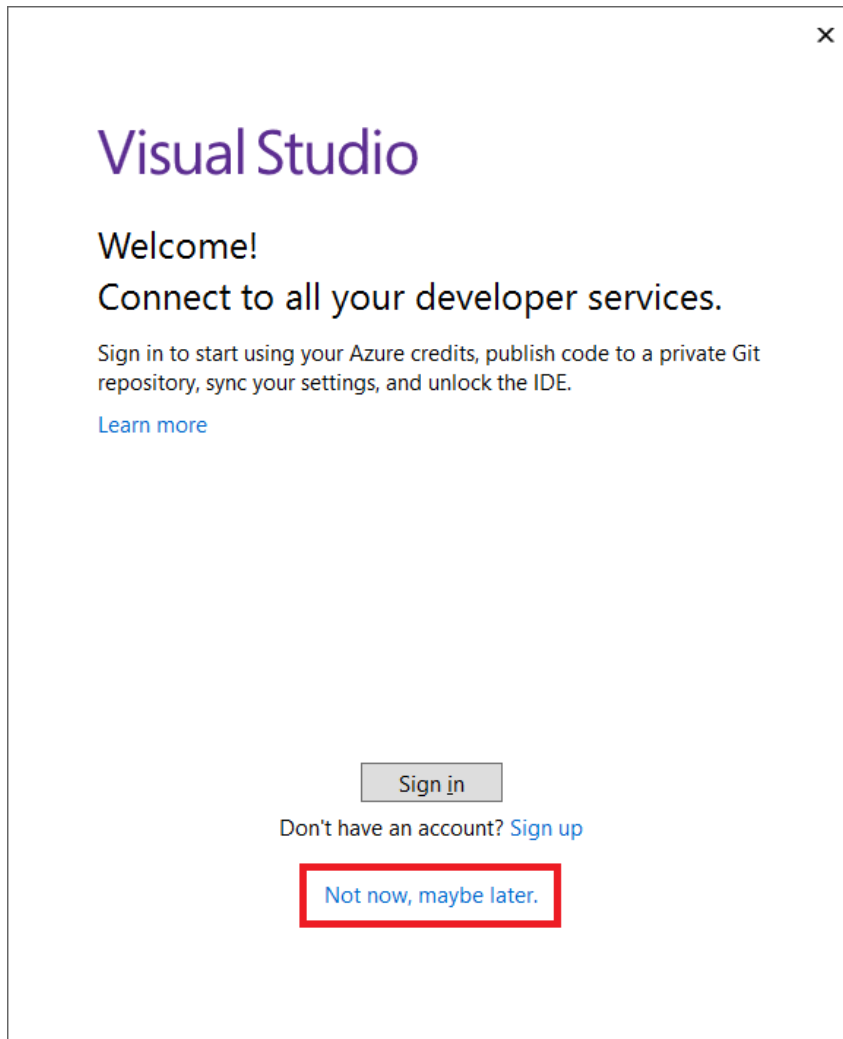 Visual Studio
Welcome!
Connect to all your developer services.
Sign in to start using your Azure credits, publish code to a private Git
repository, sync your settings, and unlock the IDE.
Learn more
Sign in
Don't have an account? Sign up
Not now, maybe later.